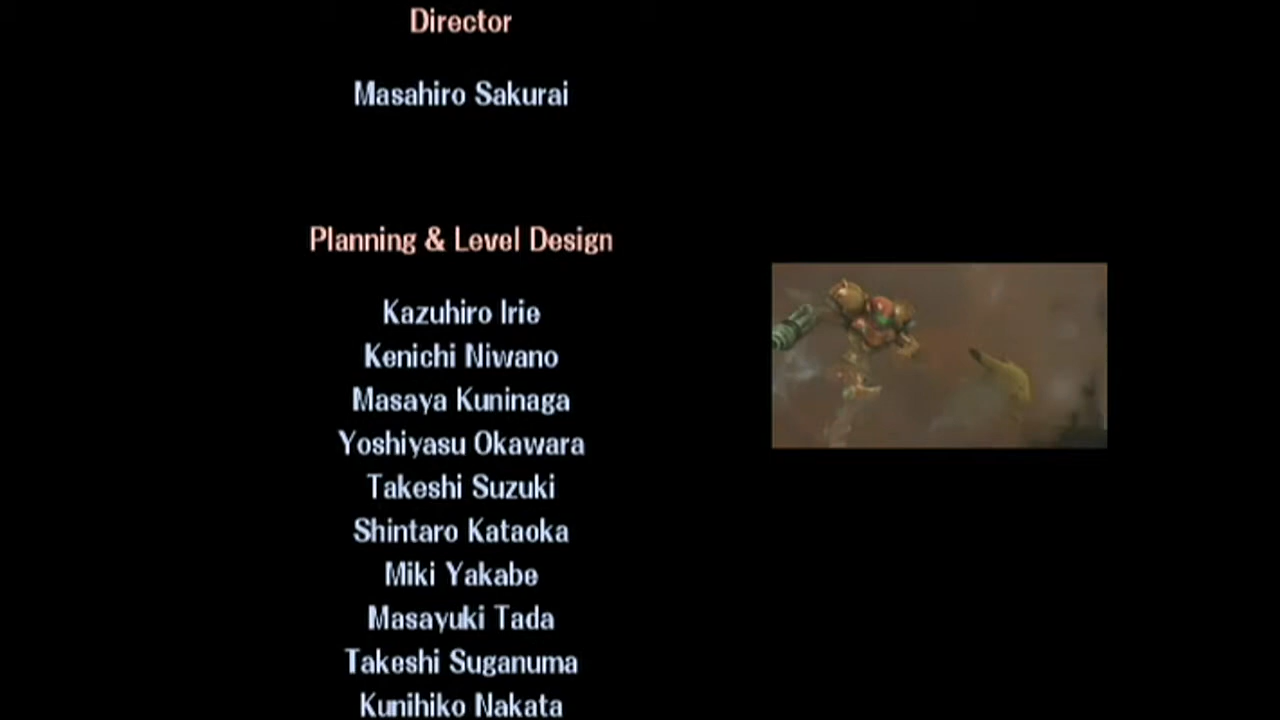 Director
Masahiro Sakurai
Planning & Level Design
Kazuhiro Irie
Kenichi Niwano
Masaya Kuninaga
Yoshiyasu Okawara
Takeshi Suzuki
Shintaro Kataoka
Miki Yakabe
Masayuki Tada
Takeshi Suganuma
Kunihiko Nakata